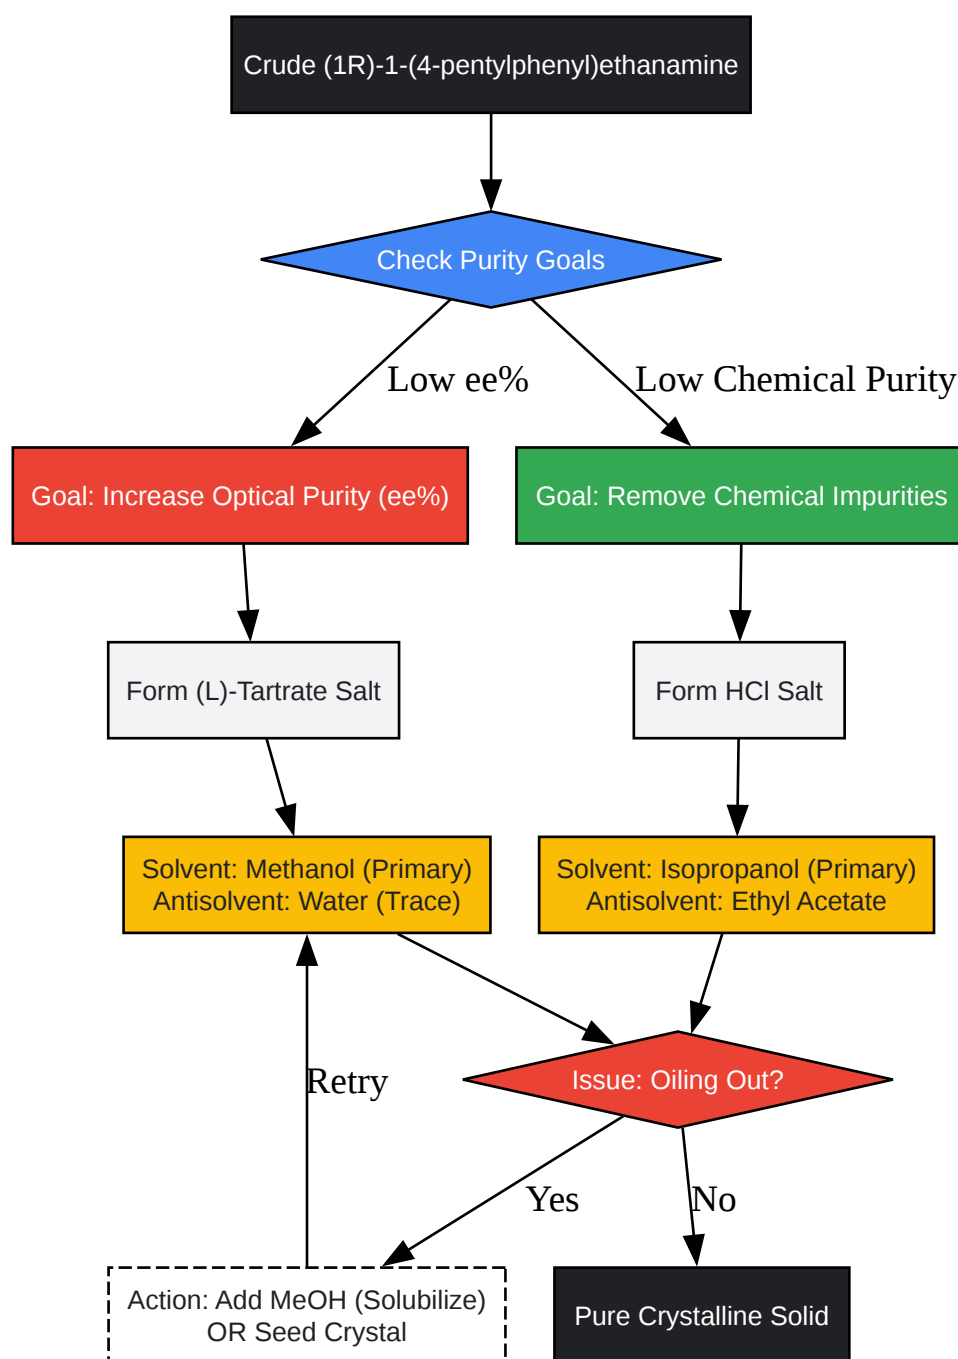 Crude (1R)-1-(4-pentylphenyl)ethanamine
Check Purity Goals
Low ee%
Low Chemical Purity
Goal: Increase Optical Purity (ee%)
Goal: Remove Chemical Impurities
Form (L)-Tartrate Salt
Form HCl Salt
Solvent: Methanol (Primary)
Antisolvent: Water (Trace)
Solvent: Isopropanol (Primary)
Antisolvent: Ethyl Acetate
Issue: Oiling Out?
Retry
Yes
No
Action: Add MeOH (Solubilize)
OR Seed Crystal
Pure Crystalline Solid